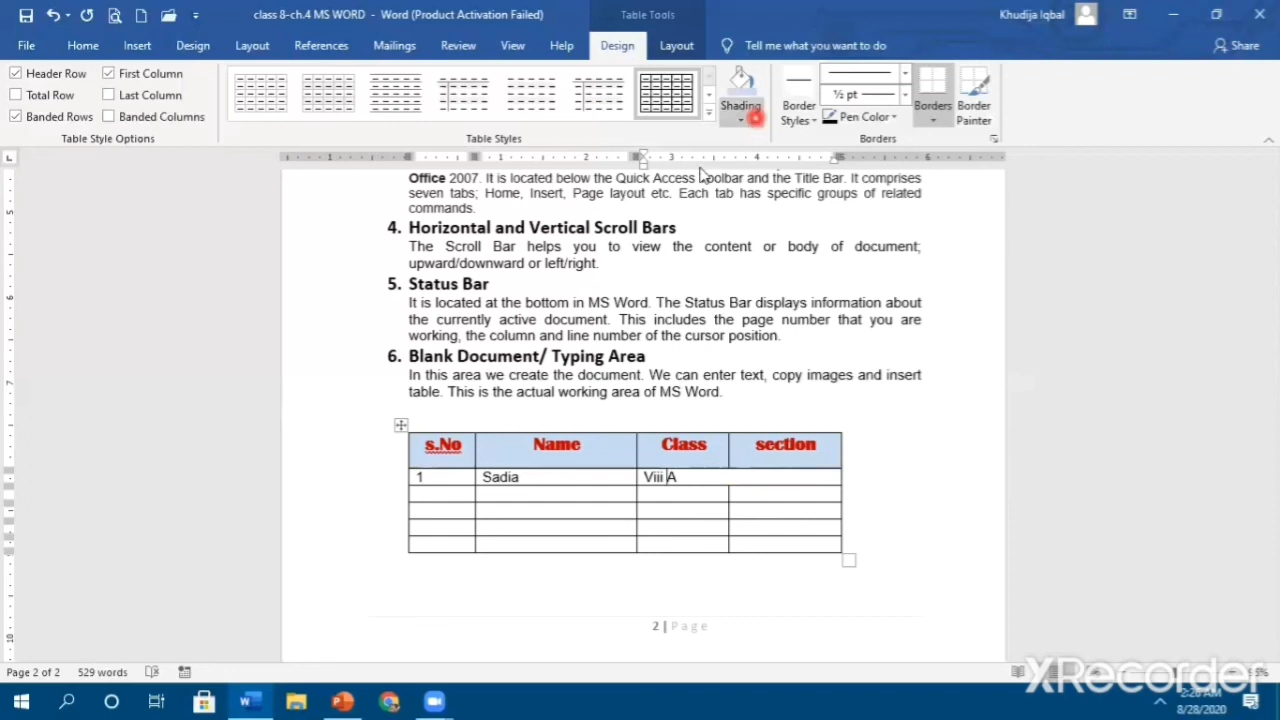 class 8-ch.4 MS WORD - Word (Product Activation Failed)
Table Tools
Khudija Iqbal
File Home Insert Design Layout References Mailings Review View Help Design Layout Tell me what you want to do Share
Header Row First Column
Total Row Last Column
Banded Rows Banded Columns
Table Style Options
Table Styles
Shading
Border Styles
½ pt
Pen Color
Borders
Border Painter
Borders
Office 2007. It is located below the Quick Access Toolbar and the Title Bar. It comprises
seven tabs; Home, Insert, Page layout etc. Each tab has specific groups of related
commands.
4. Horizontal and Vertical Scroll Bars
The Scroll Bar helps you to view the content or body of document;
upward/downward or left/right.
5. Status Bar
It is located at the bottom in MS Word. The Status Bar displays information about
the currently active document. This includes the page number that you are
working, the column and line number of the cursor position.
6. Blank Document/ Typing Area
In this area we create the document. We can enter text, copy images and insert
table. This is the actual working area of MS Word.
s.No Name Class section
1 Sadia Viii A
2 | Page
Page 2 of 2 529 words
XRecorder
2:20 AM
8/28/2020